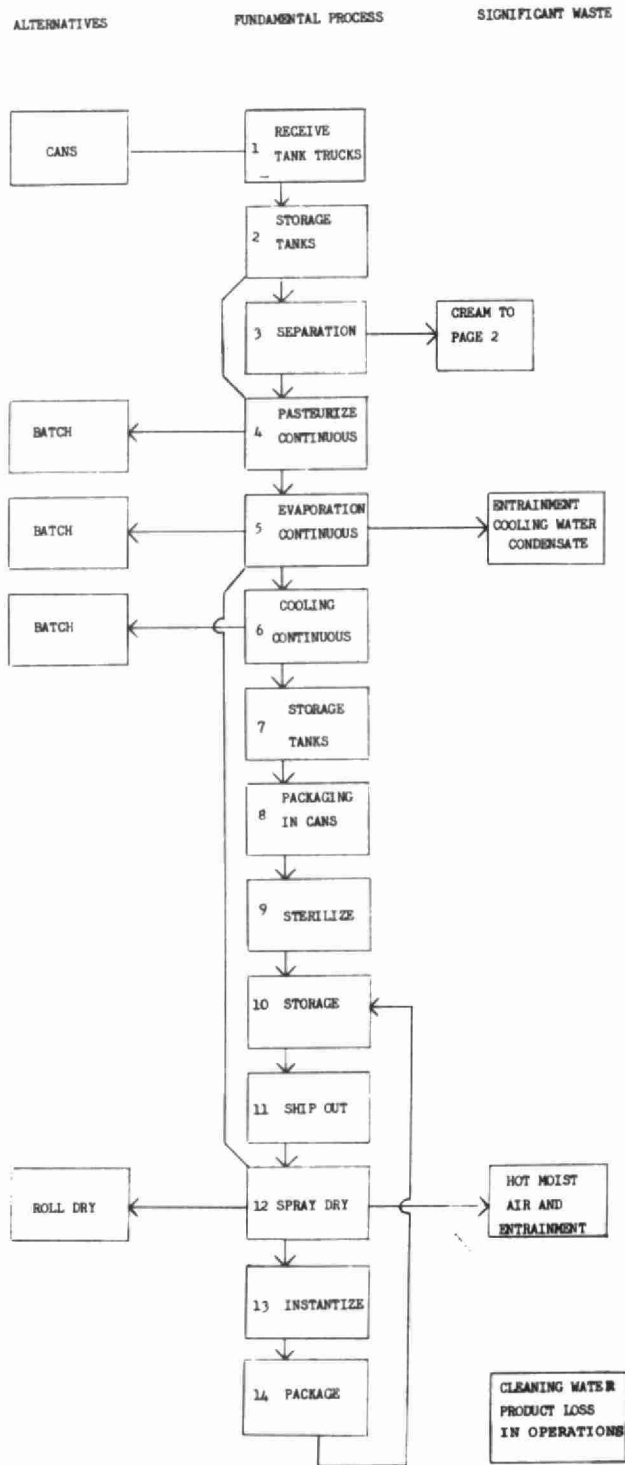 ALTERNATIVES FUNDAMENTAL PROCESS SIGNIFICANT WASTE
CANS
1 RECEIVE
TANK TRUCKS
2 STORAGE
TANKS
3 SEPARATION
CREAM TO
PAGE 2
BATCH
4 PASTEURIZE
CONTINUOUS
BATCH
5 EVAPORATION
CONTINUOUS
ENTRAINMENT
COOLING WATER
CONDENSATE
BATCH
6 COOLING
CONTINUOUS
7 STORAGE
TANKS
8 PACKAGING
IN CANS
9 STERILIZE
10 STORAGE
11 SHIP OUT
ROLL DRY
12 SPRAY DRY
HOT MOIST
AIR AND
ENTRAINMENT
13 INSTANTIZE
14 PACKAGE
CLEANING WATER
PRODUCT LOSS
IN OPERATIONS